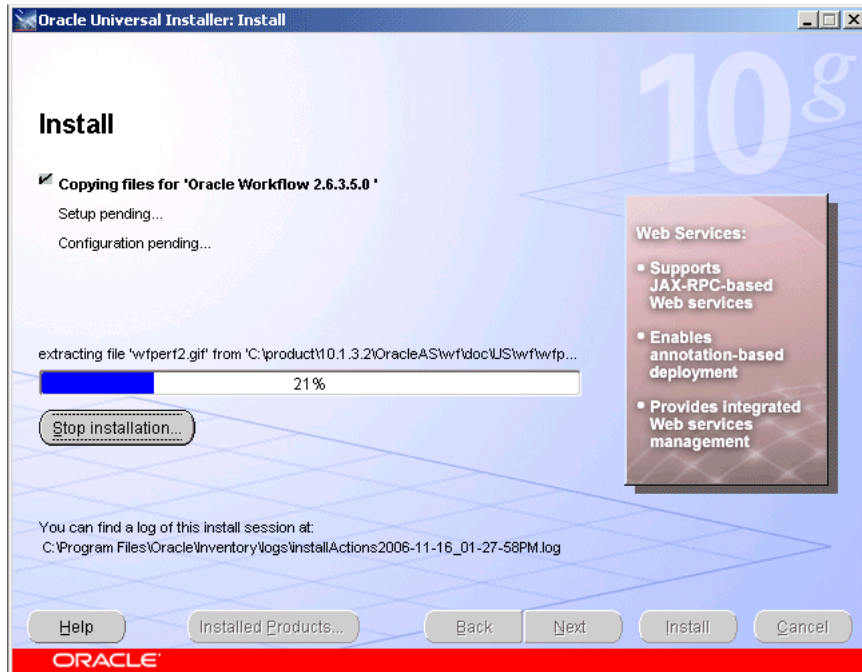 Oracle Universal Installer: Install
10g
Install
Copying files for 'Oracle Workflow 2.6.3.5.0 '
Setup pending...
Configuration pending...
Web Services:
• Supports
JAX-RPC-based
Web services
• Enables
annotation-based
deployment
• Provides integrated
Web services
management
extracting file 'wfperf2.gif' from 'C:\product\10.1.3.2\OracleAS\wf\doc\US\wf\wfp...
21%
Stop installation...
You can find a log of this install session at:
C:\Program Files\Oracle\Inventory\logs\installActions2006-11-16_01-27-58PM.log
Help
Installed Products...
Back
Next
Install
Cancel
ORACLE